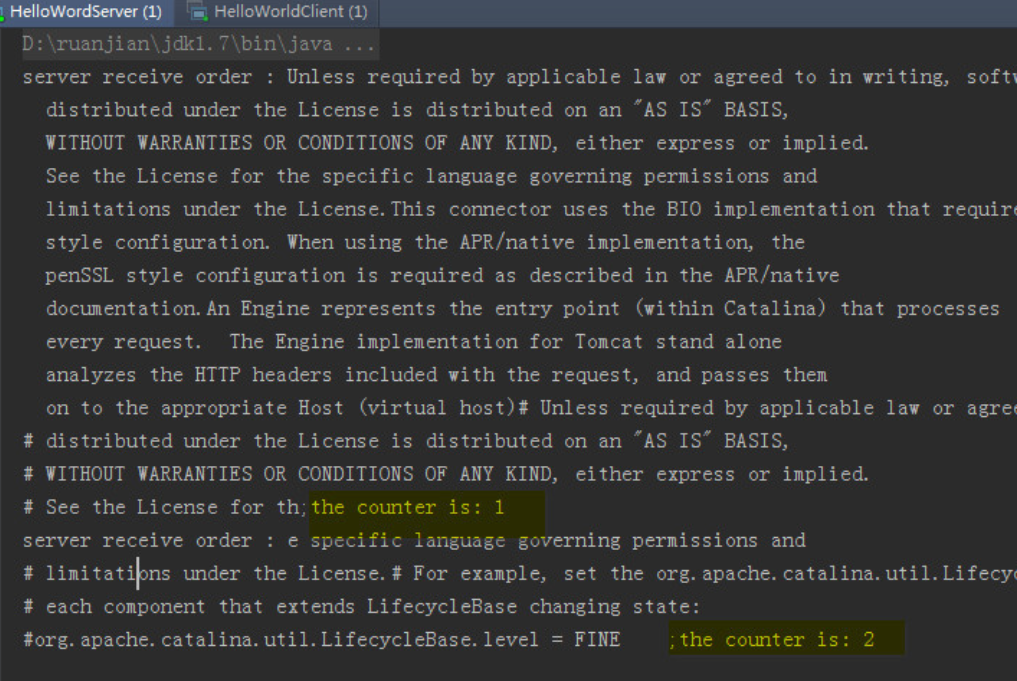 HelloWordServer (1) HelloWorldClient (1)
D:\ruanjian\jdk1.7\bin\java ...
server receive order : Unless required by applicable law or agreed to in writing,
distributed under the License is distributed on an "AS IS" BASIS,
WITHOUT WARRANTIES OR CONDITIONS OF ANY KIND, either express or implied.
See the License for the specific language governing permissions and
limitations under the License.This connector uses the BIO implementation that
style configuration. When using the APR/native implementation, the
penSSL style configuration is required as described in the APR/native
documentation.An Engine represents the entry point (within Catalina) that processes
every request.  The Engine implementation for Tomcat stand alone
analyzes the HTTP headers included with the request, and passes them
on to the appropriate Host (virtual host)# Unless required by applicable law or
# distributed under the License is distributed on an "AS IS" BASIS,
# WITHOUT WARRANTIES OR CONDITIONS OF ANY KIND, either express or implied.
# See the License for th;the counter is: 1
server receive order : e specific language governing permissions and
# limitations under the License.# For example, set the org.apache.catalina.util.Lifecy
# each component that extends LifecycleBase changing state:
#org.apache.catalina.util.LifecycleBase.level = FINE    ;the counter is: 2